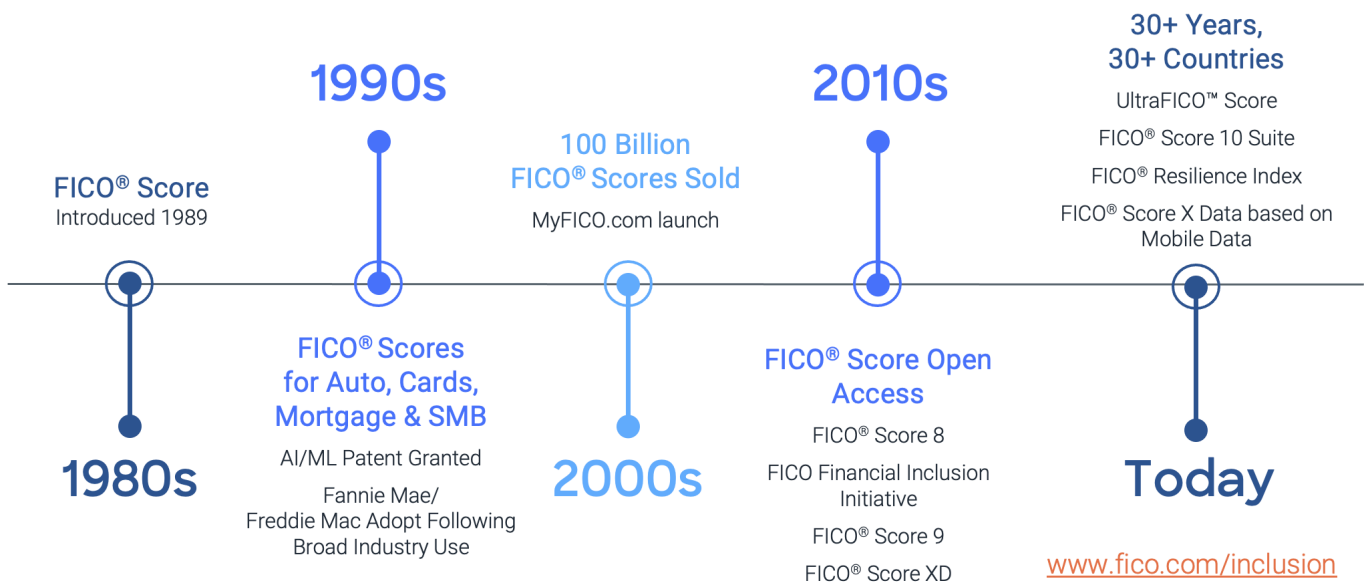 FICO® Score
Introduced 1989
1980s
1990s
FICO® Scores
for Auto, Cards,
Mortgage & SMB
AI/ML Patent Granted
Fannie Mae/
Freddie Mac Adopt Following
Broad Industry Use
100 Billion
FICO® Scores Sold
MyFICO.com launch
2000s
2010s
FICO® Score Open
Access
FICO® Score 8
FICO Financial Inclusion
Initiative
FICO® Score 9
FICO® Score XD
30+ Years,
30+ Countries
UltraFICO™ Score
FICO® Score 10 Suite
FICO® Resilience Index
FICO® Score X Data based on
Mobile Data
Today
www.fico.com/inclusion